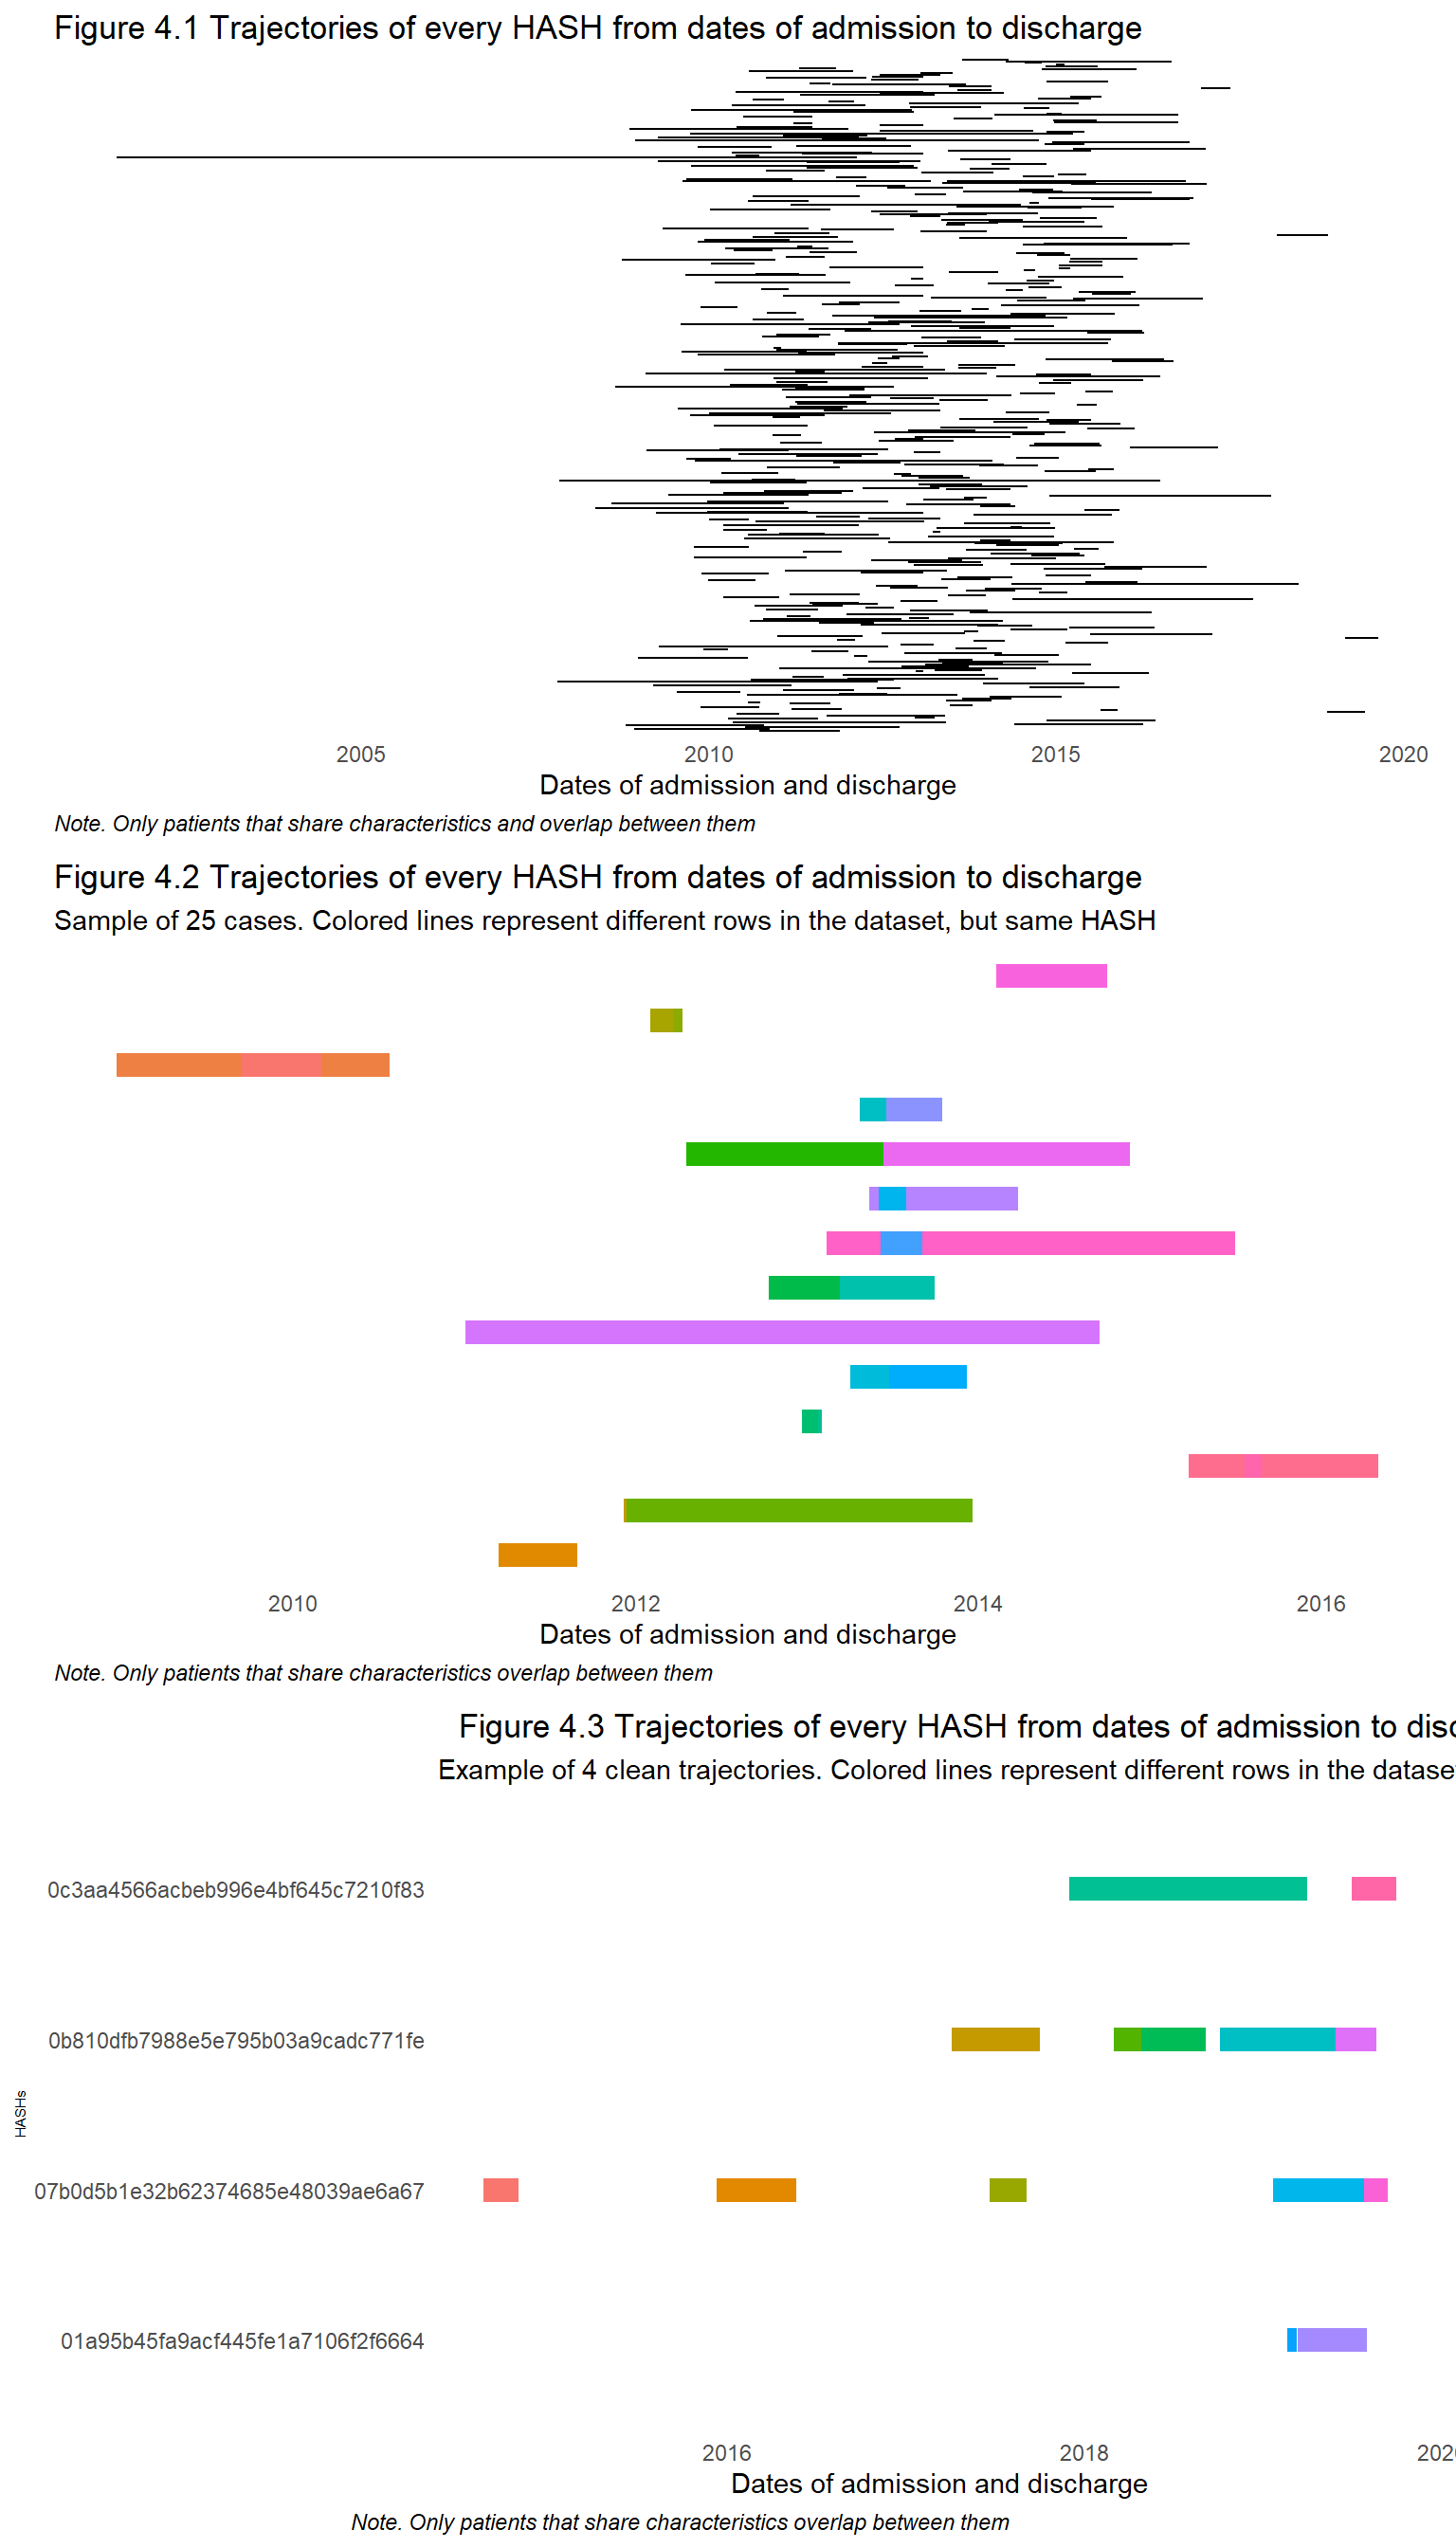 Figure 4.1 Trajectories of every HASH from dates of admission to discharge
2005 2010 2015 2020
Dates of admission and discharge
Note. Only patients that share characteristics and overlap between them
Figure 4.2 Trajectories of every HASH from dates of admission to discharge
Sample of 25 cases. Colored lines represent different rows in the dataset, but same HASH
2010 2012 2014 2016
Dates of admission and discharge
Note. Only patients that share characteristics overlap between them
Figure 4.3 Trajectories of every HASH from dates of admission to disc
Example of 4 clean trajectories. Colored lines represent different rows in the datase
0c3aa4566acbeb996e4bf645c7210f83
0b810dfb7988e5e795b03a9cadc771fe
HASHs
07b0d5b1e32b62374685e48039ae6a67
01a95b45fa9acf445fe1a7106f2f6664
2016 2018 202
Dates of admission and discharge
Note. Only patients that share characteristics overlap between them